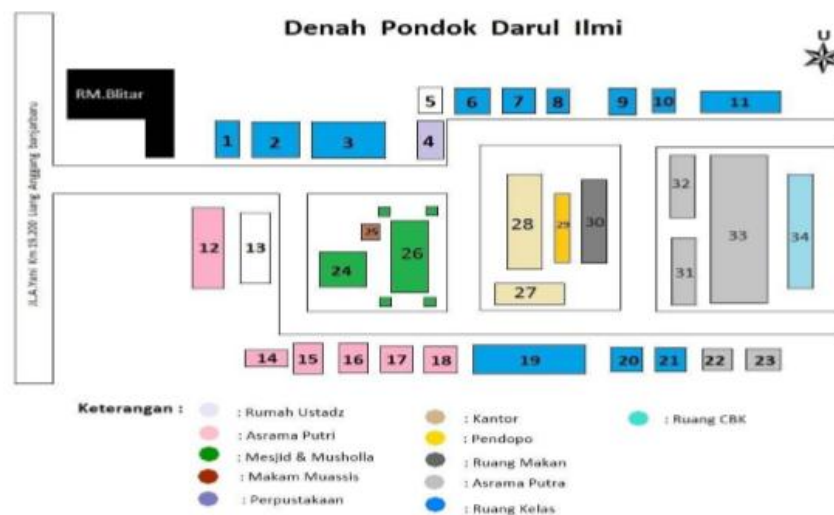 Denah Pondok Darul Ilmi
U
RM.Blitar
JL.A.Yani Km 19.200 Liang Anggang banjarbaru
5
6
7
8
9
10
11
1
2
3
4
12
13
24
25
26
27
28
29
30
31
32
33
34
14
15
16
17
18
19
20
21
22
23
Keterangan :
: Rumah Ustadz
: Asrama Putri
: Mesjid & Musholla
: Makam Muassis
: Perpustakaan
: Kantor
: Pendopo
: Ruang Makan
: Asrama Putra
: Ruang Kelas
: Ruang CBK